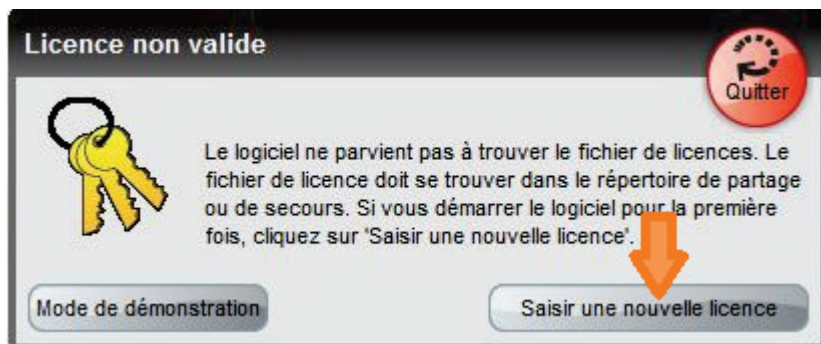 Licence non valide
Quitter
Le logiciel ne parvient pas à trouver le fichier de licences. Le
fichier de licence doit se trouver dans le répertoire de partage
ou de secours. Si vous démarrer le logiciel pour la première
fois, cliquez sur 'Saisir une nouvelle licence'.
Mode de démonstration
Saisir une nouvelle licence